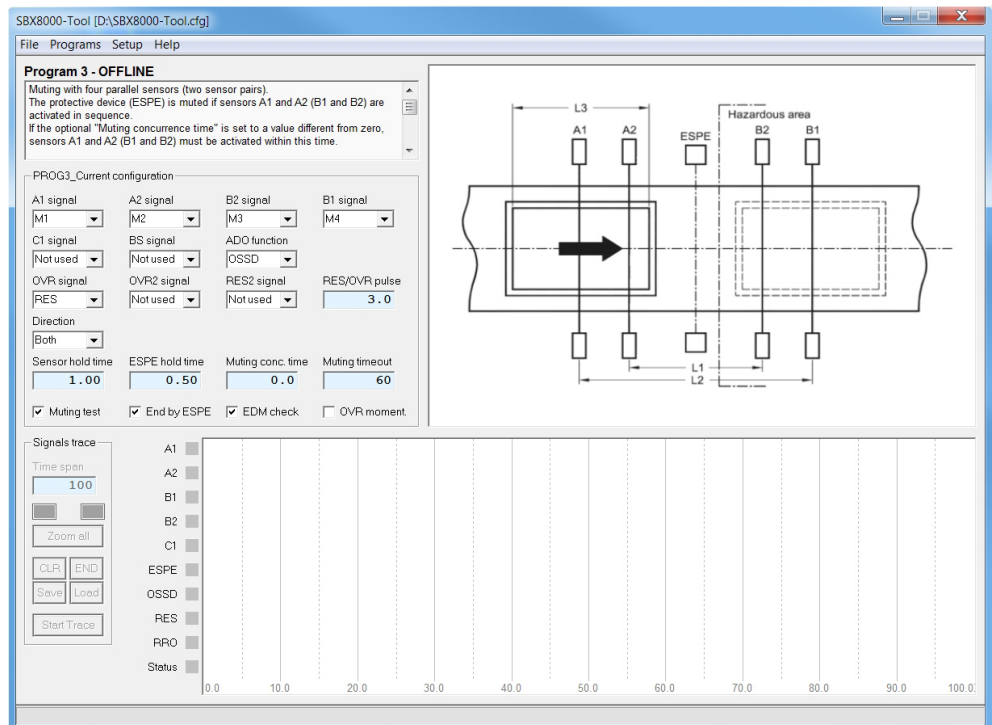 SBX8000-Tool [D:\SBX8000-Tool.cfg]
File Programs Setup Help
Program 3 - OFFLINE
Muting with four parallel sensors (two sensor pairs).
The protective device (ESPE) is muted if sensors A1 and A2 (B1 and B2) are
activated in sequence.
If the optional "Muting concurrence time" is set to a value different from zero,
sensors A1 and A2 (B1 and B2) must be activated within this time.
L3
A1 A2 ESPE Hazardous area B2 B1
L1
L2
PROG3_Current configuration
A1 signal A2 signal B2 signal B1 signal
M1 M2 M3 M4
C1 signal BS signal ADO function
Not used Not used OSSD
OVR signal OVR2 signal RES2 signal RES/OVR pulse
RES Not used Not used 3.0
Direction
Both
Sensor hold time ESPE hold time Muting conc. time Muting timeout
1.00 0.50 0.0 60
Muting test End by ESPE EDM check OVR moment.
Signals trace
Time span
100
Zoom all
CLR END
Save Load
Start Trace
A1
A2
B1
B2
C1
ESPE
OSSD
RES
RRO
Status
0.0 10.0 20.0 30.0 40.0 50.0 60.0 70.0 80.0 90.0 100.0